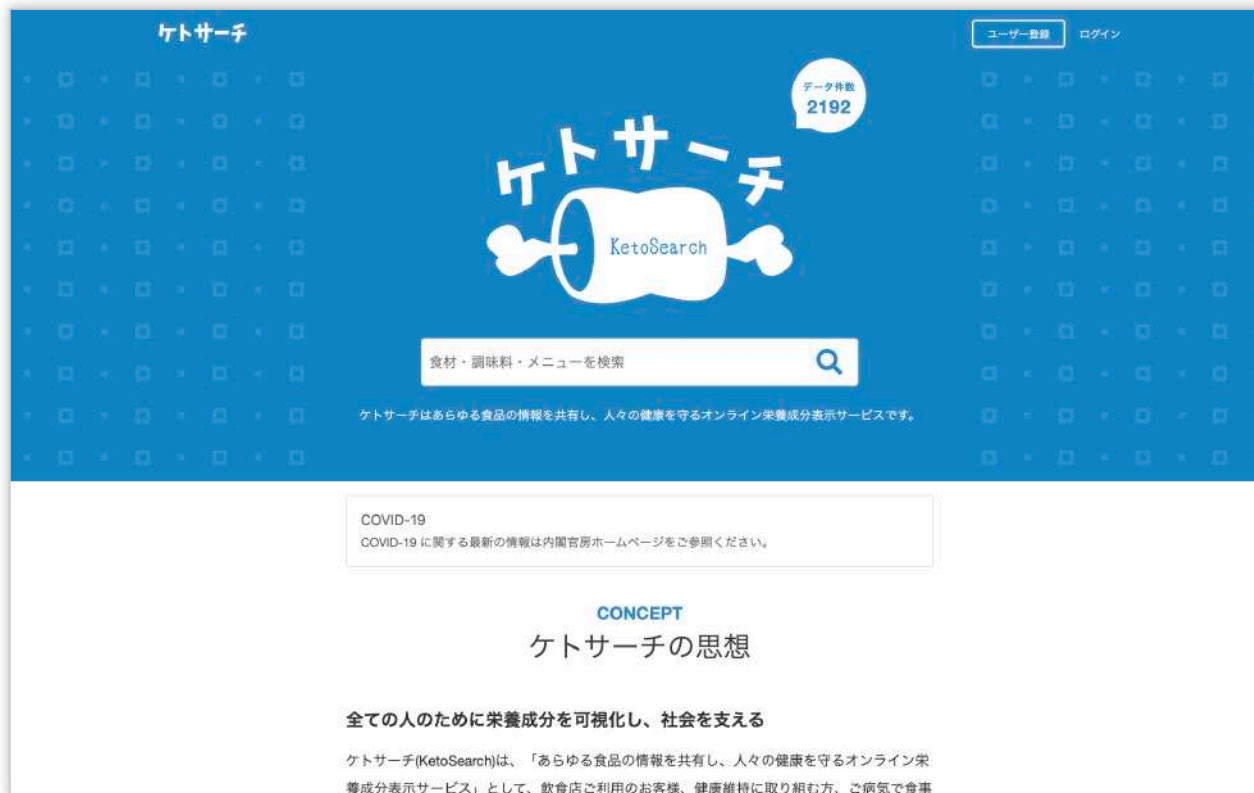 ケトサーチ
ユーザー登録
ログイン
データ件数
2192
ケトサーチ
KetoSearch
食材・調味料・メニューを検索
ケトサーチはあらゆる食品の情報を共有し、人々の健康を守るオンライン栄養成分表示サービスです。
COVID-19
COVID-19 に関する最新の情報は内閣官房ホームページをご参照ください。
CONCEPT
ケトサーチの思想
全ての人のために栄養成分を可視化し、社会を支える
ケトサーチ(KetoSearch)は、「あらゆる食品の情報を共有し、人々の健康を守るオンライン栄
養成分表示サービス」として、飲食店ご利用のお客様、健康維持に取り組む方、ご病気で食事